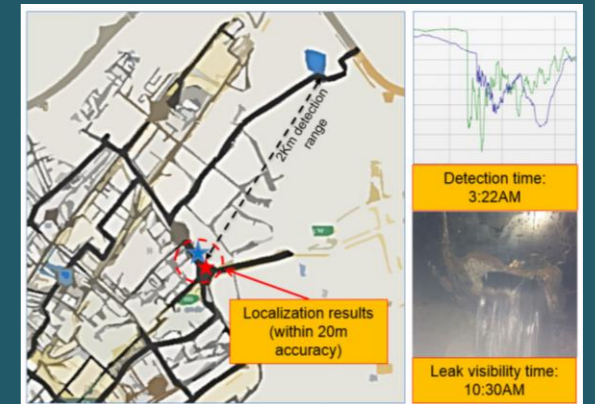 2Km detection
range
Localization results
(within 20m
accuracy)
Detection time:
3:22AM
Leak visibility time:
10:30AM